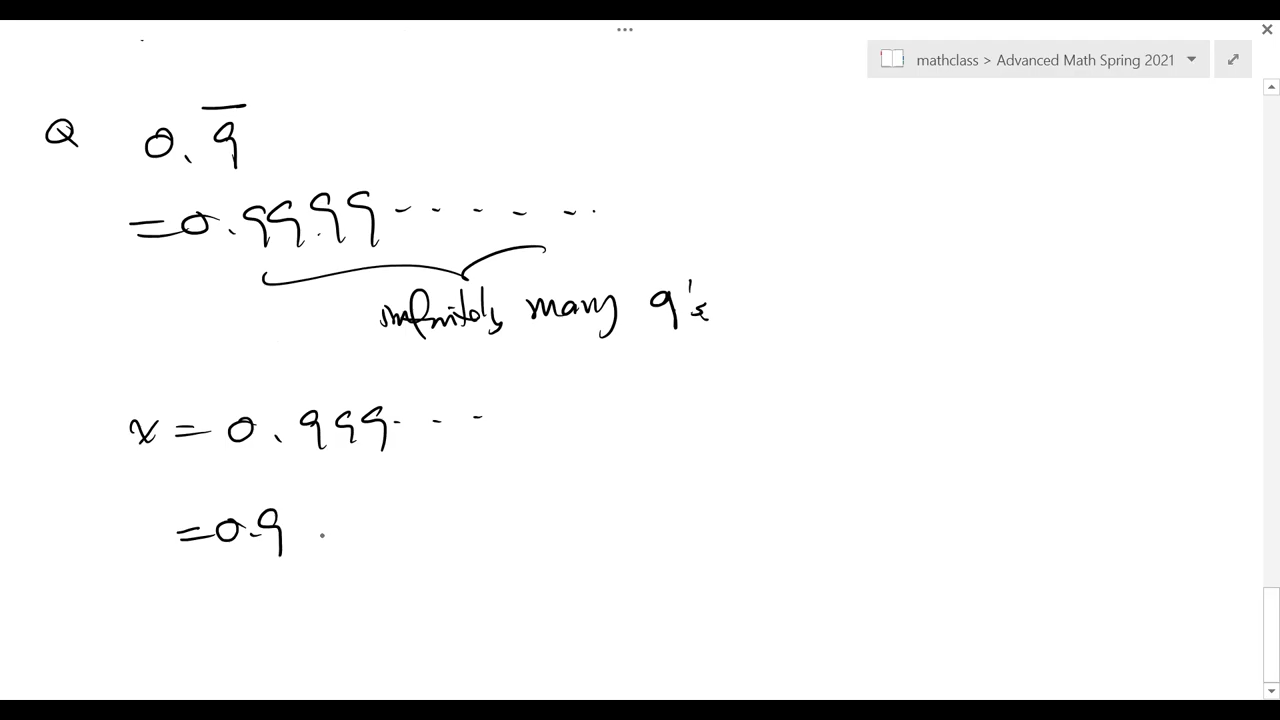 mathclass > Advanced Math Spring 2021
Q 0.9̅
=0.9999......
infinitely many 9's
x = 0.999...
=0.9